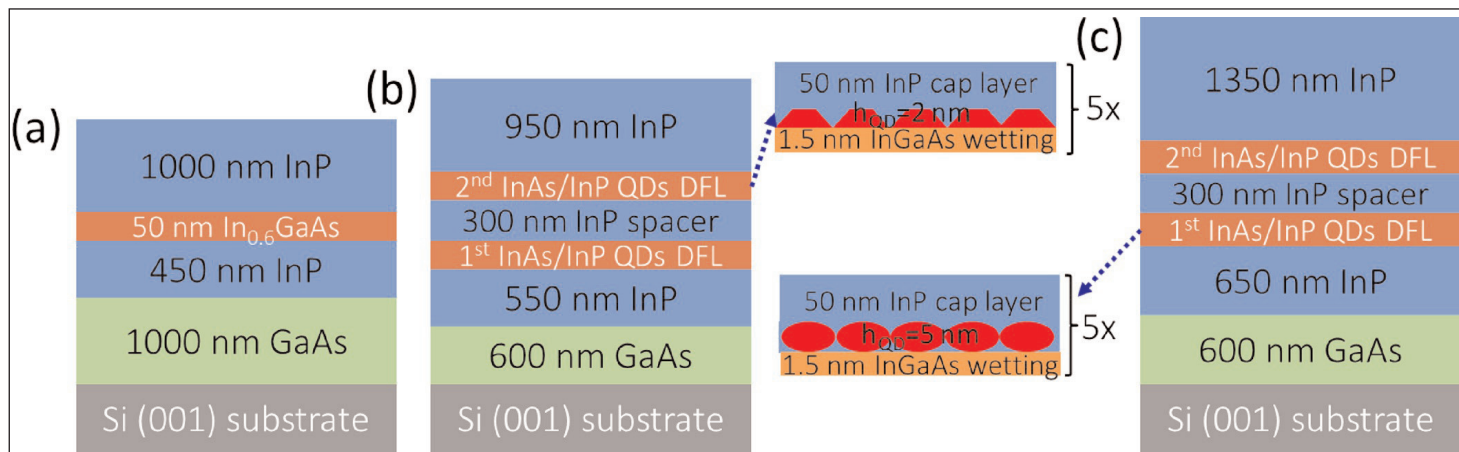 (a)
1000 nm InP
50 nm In0.6GaAs
450 nm InP
1000 nm GaAs
Si (001) substrate
(b)
950 nm InP
2nd InAs/InP QDs DFL
300 nm InP spacer
1st InAs/InP QDs DFL
550 nm InP
600 nm GaAs
Si (001) substrate
50 nm InP cap layer
hQD=2 nm
1.5 nm InGaAs wetting
5x
50 nm InP cap layer
hQD=5 nm
1.5 nm InGaAs wetting
5x
(c)
1350 nm InP
2nd InAs/InP QDs DFL
300 nm InP spacer
1st InAs/InP QDs DFL
650 nm InP
600 nm GaAs
Si (001) substrate